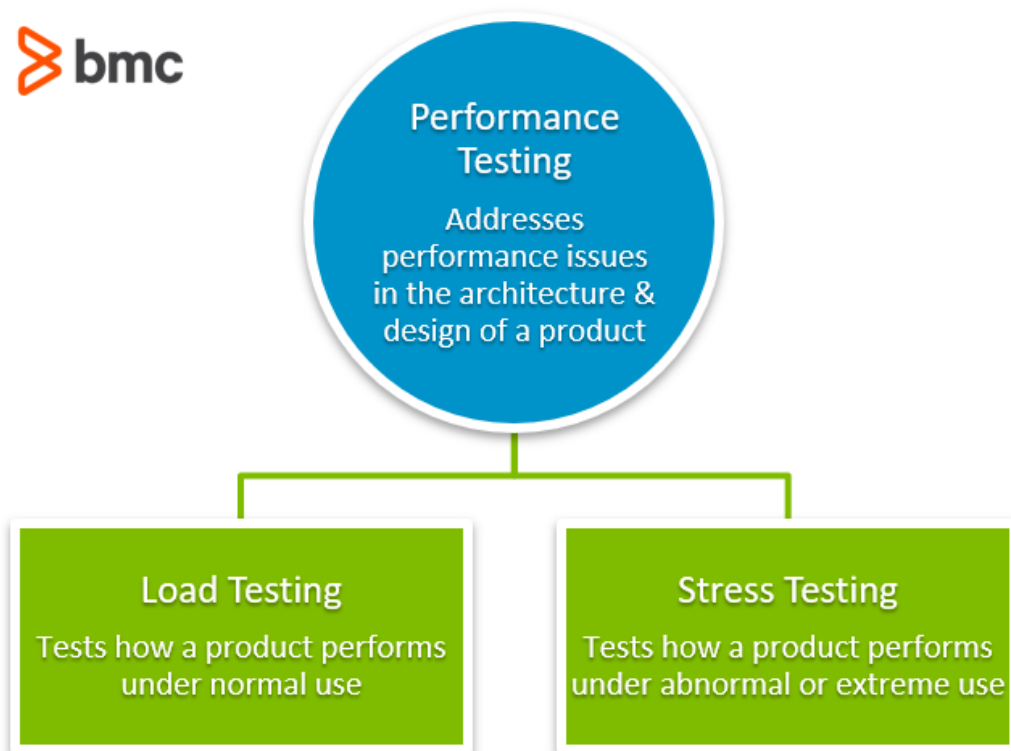 bmc
Performance
Testing
Addresses
performance issues
in the architecture &
design of a product
Load Testing
Tests how a product performs
under normal use
Stress Testing
Tests how a product performs
under abnormal or extreme use